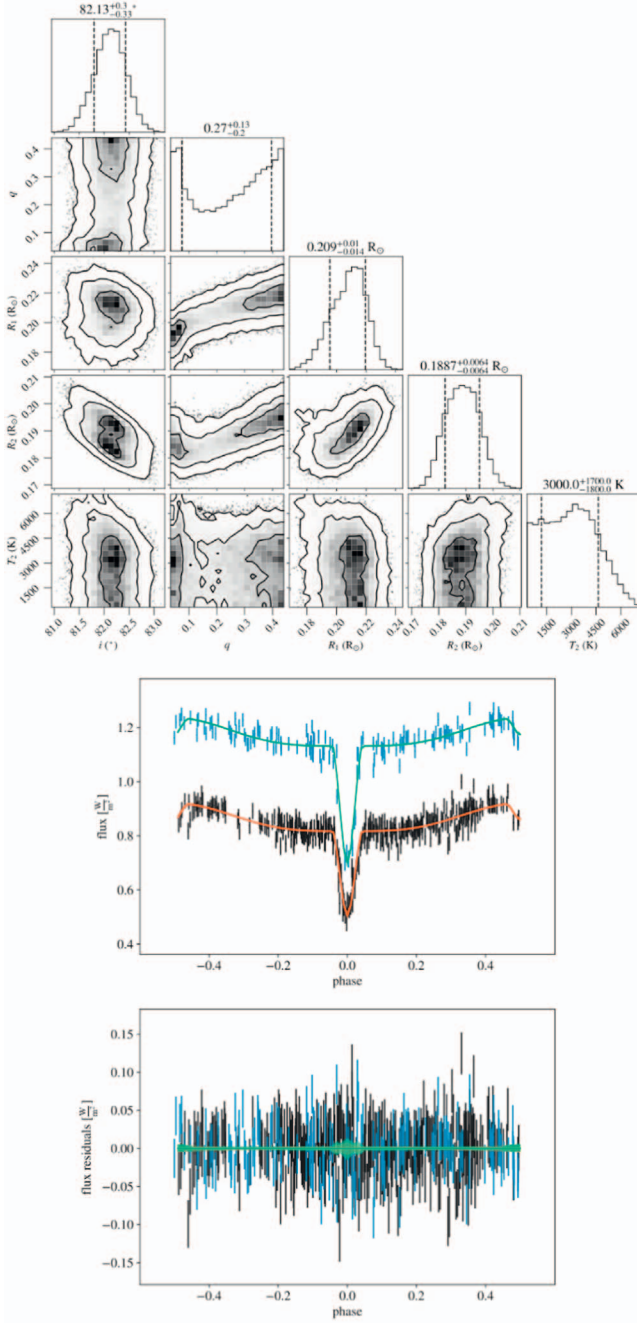 82.13+0.3−0.33 °
0.27+0.13−0.2
0.209+0.01−0.014 R⊙
0.1887+0.0064−0.0064 R⊙
3000.0+1700.0−1800.0 K
q
0.4
0.3
0.2
0.1
R1 (R⊙)
0.24
0.22
0.20
0.18
R2 (R⊙)
0.21
0.20
0.19
0.18
0.17
T2 (K)
6000
4500
3000
1500
81.0 81.5 82.0 82.5 83.0
0.1 0.2 0.3 0.4
0.18 0.20 0.22 0.24
0.17 0.18 0.19 0.20 0.21
1500 3000 4500 6000
i (°) q R1 (R⊙) R2 (R⊙) T2 (K)
flux [W/m²]
1.2
1.0
0.8
0.6
0.4
−0.4 −0.2 0.0 0.2 0.4
phase
flux residuals [W/m²]
0.15
0.10
0.05
0.00
−0.05
−0.10
−0.15
−0.4 −0.2 0.0 0.2 0.4
phase